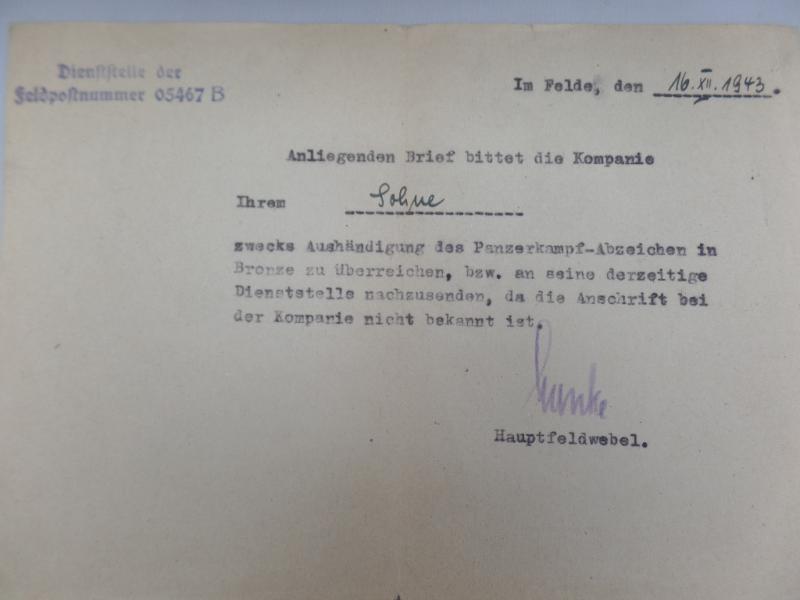 Dienststelle der
Feldpostnummer 05467 B
Im Felde, den 16.XII.1943.
Anliegenden Brief bittet die Kompanie
Ihrem Sohne
zwecks Aushändigung des Panzerkampf-Abzeichen in
Bronze zu überreichen, bzw. an seine derzeitige
Dienststelle nachzusenden, da die Anschrift bei
der Kompanie nicht bekannt ist.
Hauptfeldwebel.